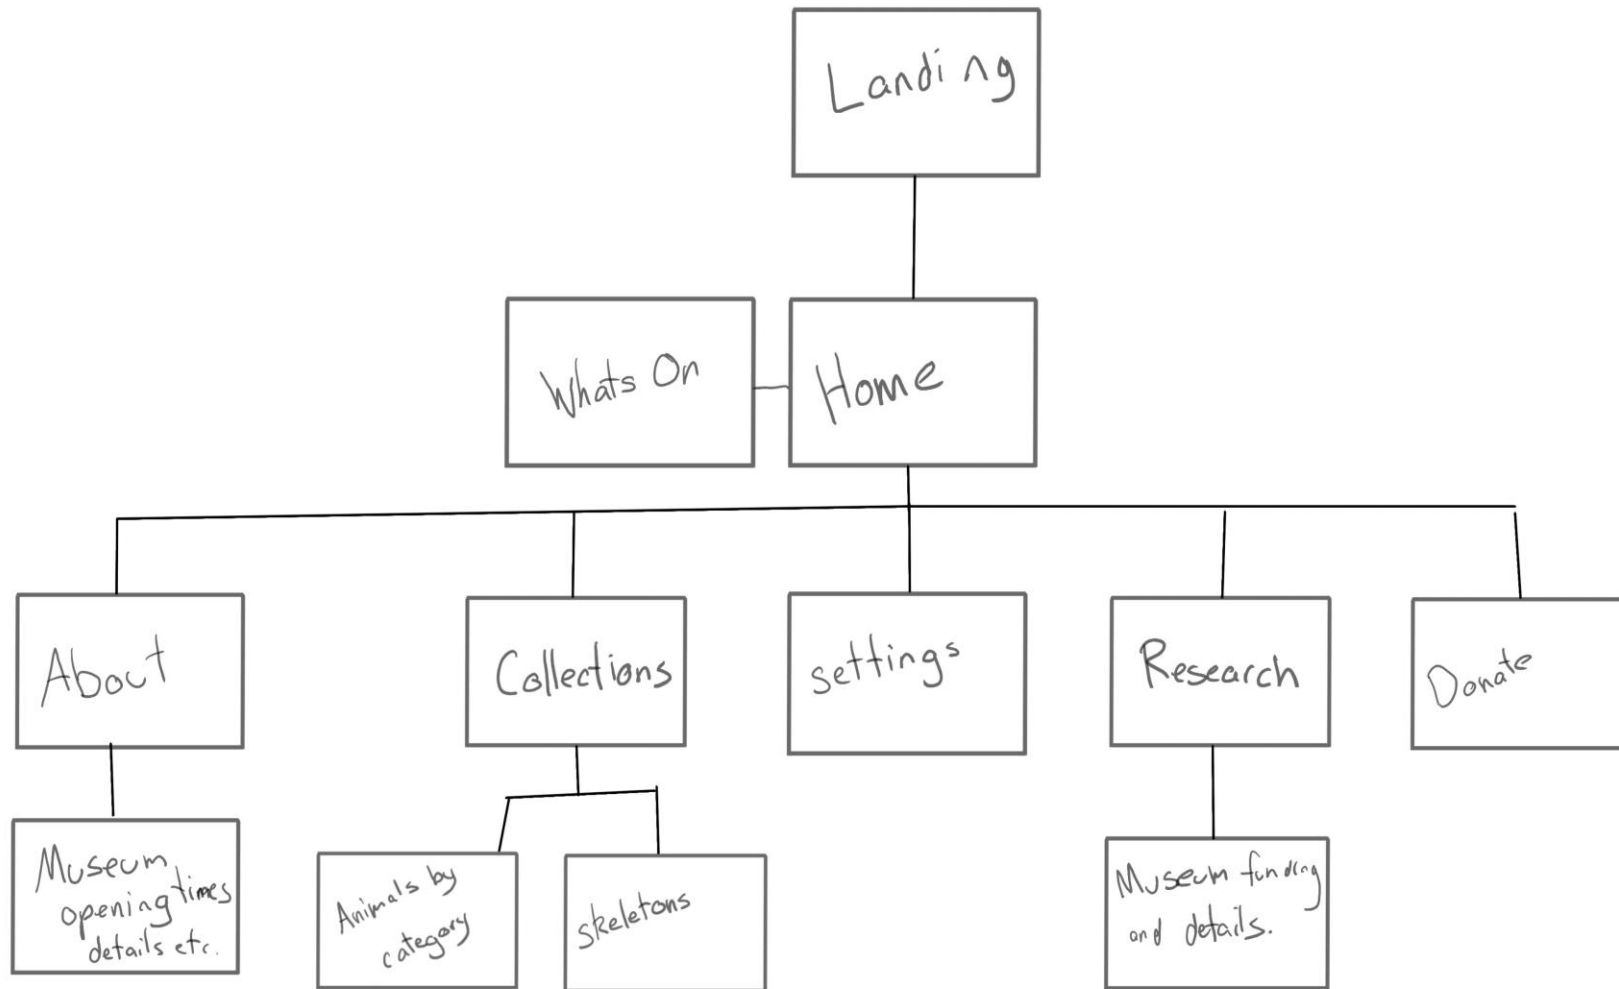 Landing
Whats On
Home
About
Collections
settings
Research
Donate
Museum
opening times
details etc.
Animals by
category
skeletons
Museum funding
and details.